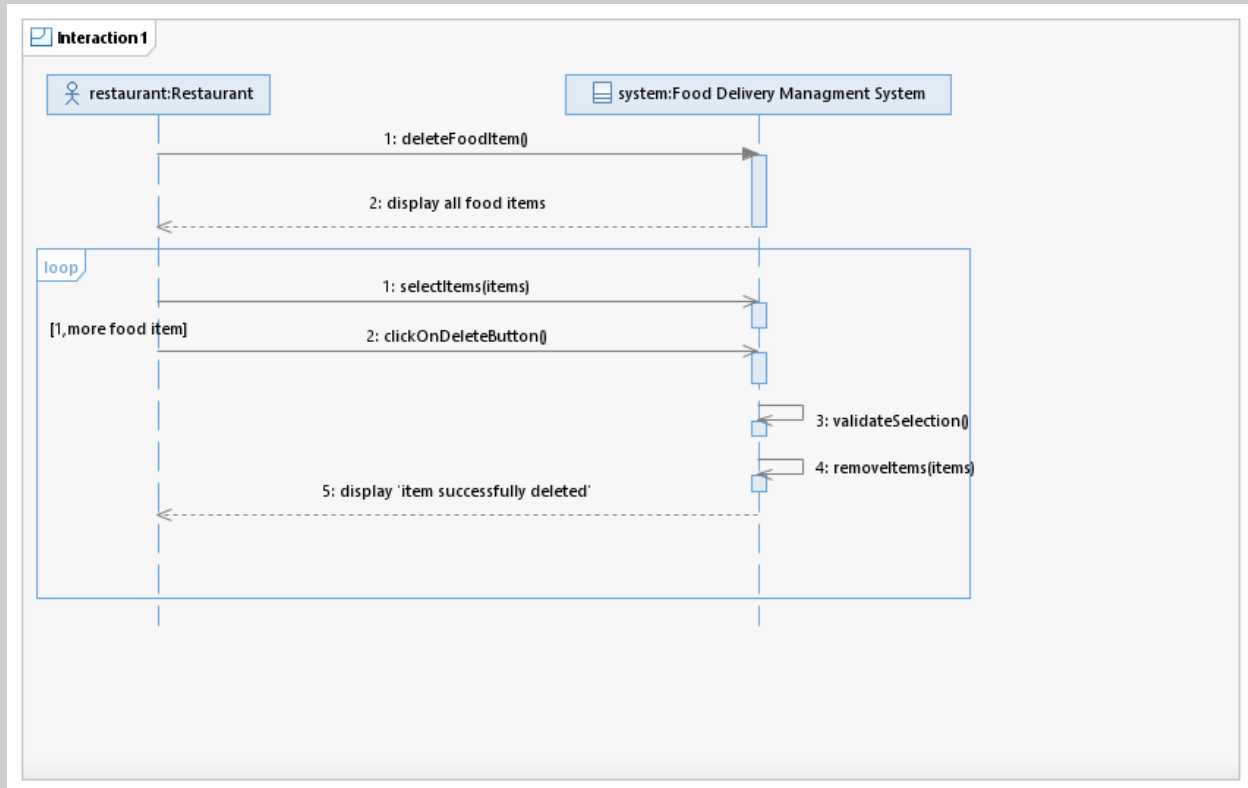 Interaction1
restaurant:Restaurant
system:Food Delivery Managment System
1: deleteFoodItem()
2: display all food items
loop
1: selectItems(items)
[1,more food item]
2: clickOnDeleteButton()
3: validateSelection()
4: removeItems(items)
5: display 'item successfully deleted'